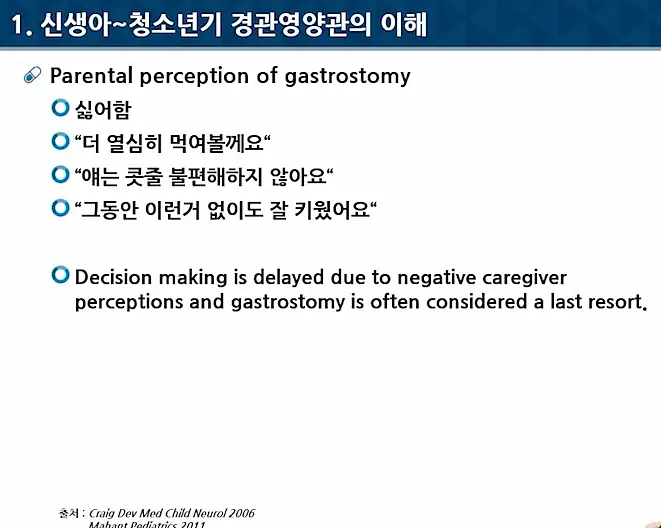 1. 신생아~청소년기 경관영양관의 이해
Parental perception of gastrostomy
싫어함
“더 열심히 먹여볼께요“
“얘는 콧줄 불편해하지 않아요“
“그동안 이런거 없이도 잘 키웠어요“
Decision making is delayed due to negative caregiver
perceptions and gastrostomy is often considered a last resort.
출처 : Craig Dev Med Child Neurol 2006
Mahant Pediatrics 2011